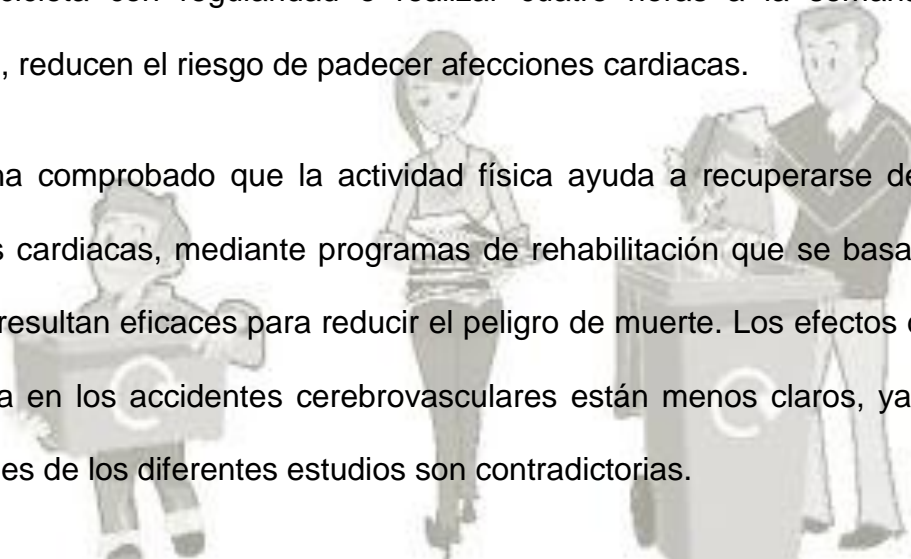 , reducen el riesgo de padecer afecciones cardiacas.
ha comprobado que la actividad física ayuda a recuperarse de
s cardiacas, mediante programas de rehabilitación que se basa
resultan eficaces para reducir el peligro de muerte. Los efectos
a en los accidentes cerebrovasculares están menos claros, ya
es de los diferentes estudios son contradictorias.